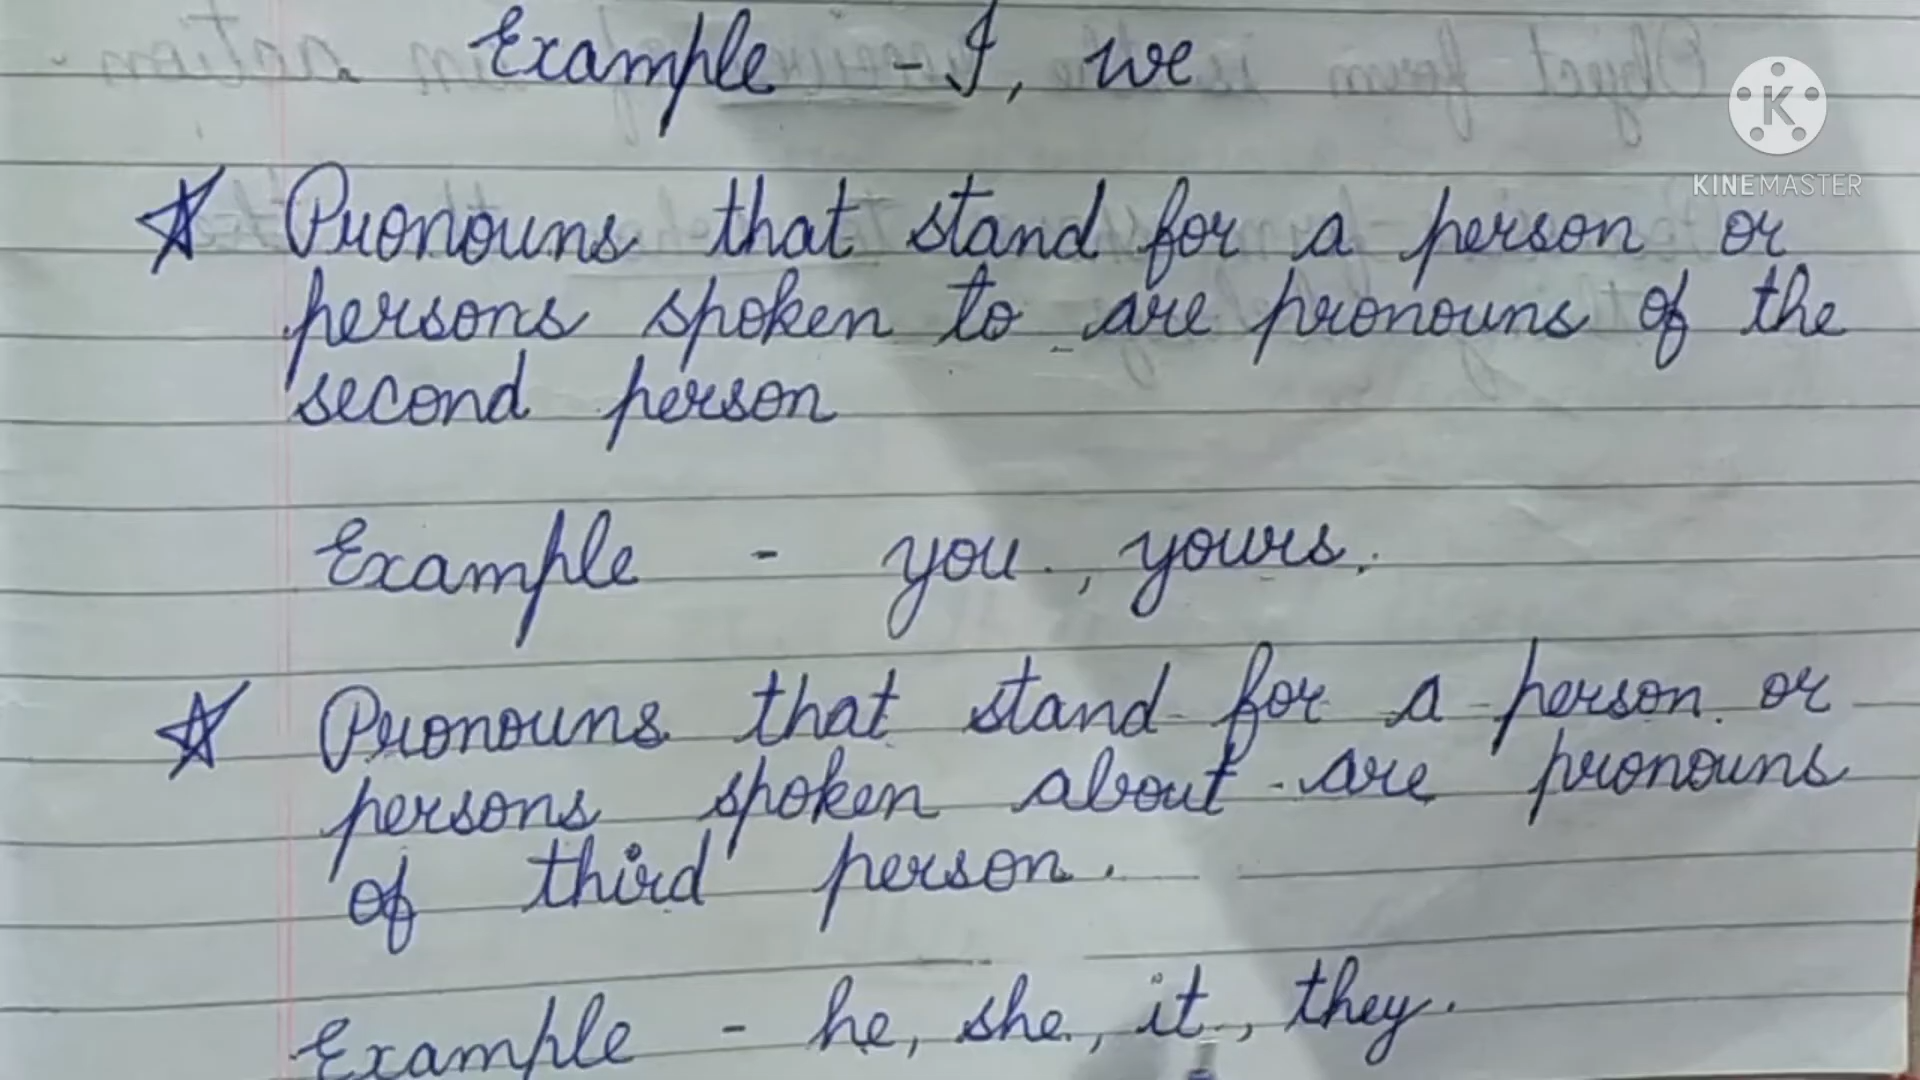 Example - I, we
KINEMASTER
☆ Pronouns that stand for a person or
persons spoken to are pronouns of the
second person
Example - you, yours.
☆ Pronouns that stand for a person or
persons spoken about are pronouns
of third person.
Example - he, she, it, they.